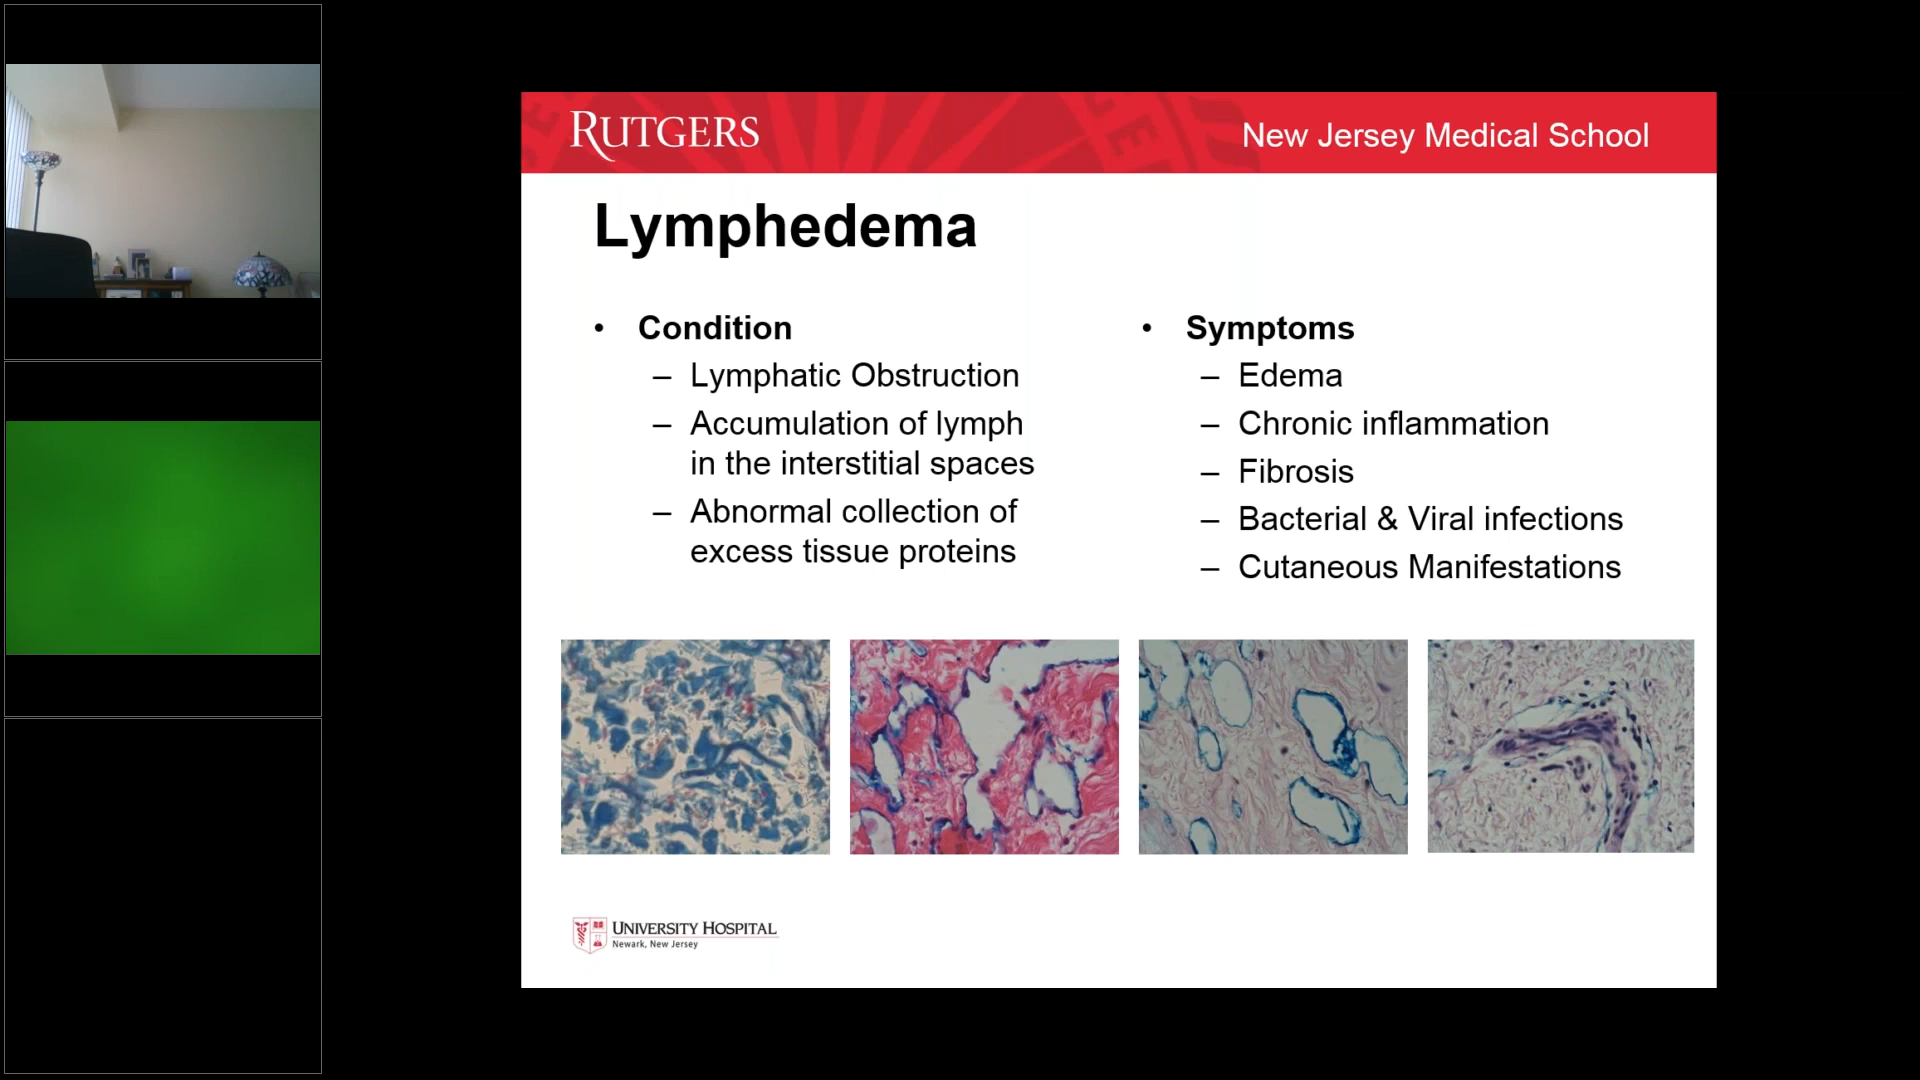 RUTGERS
New Jersey Medical School
Lymphedema
• Condition
– Lymphatic Obstruction
– Accumulation of lymph
in the interstitial spaces
– Abnormal collection of
excess tissue proteins
• Symptoms
– Edema
– Chronic inflammation
– Fibrosis
– Bacterial & Viral infections
– Cutaneous Manifestations
UNIVERSITY HOSPITAL
Newark, New Jersey